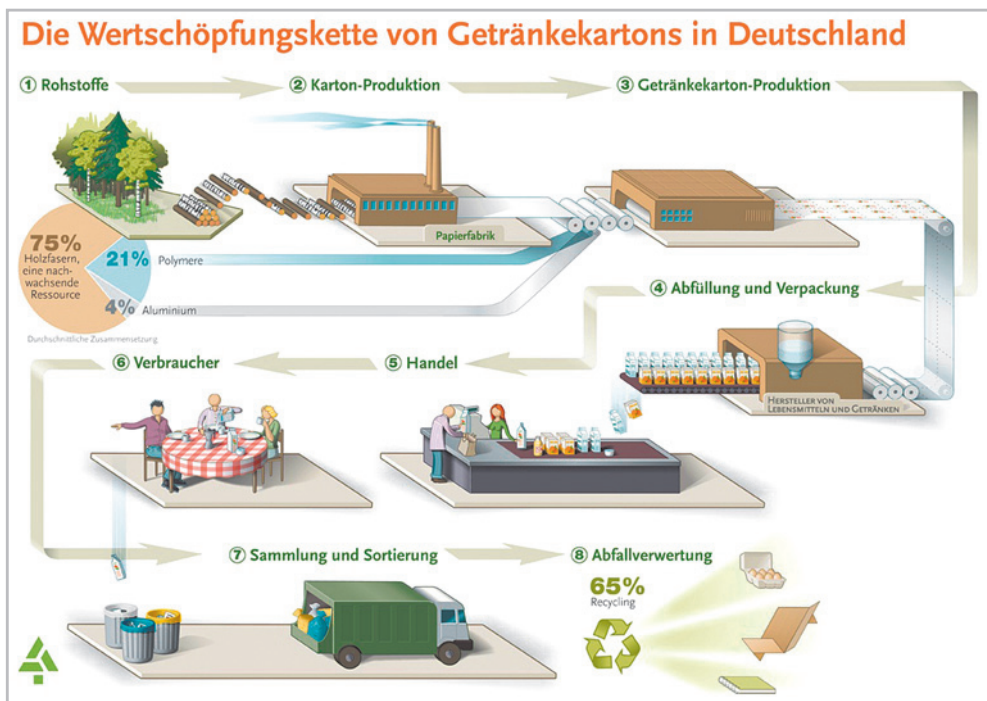 Die Wertschöpfungskette von Getränkekartons in Deutschland
① Rohstoffe
② Karton-Produktion
③ Getränkekarton-Produktion
Papierfabrik
75%
Holzfasern,
eine nach-
wachsende
Ressource
21% Polymere
4% Aluminium
Durchschnittliche Zusammensetzung
④ Abfüllung und Verpackung
HERSTELLER VON
LEBENSMITTELN UND GETRÄNKEN
⑤ Handel
⑥ Verbraucher
⑦ Sammlung und Sortierung
⑧ Abfallverwertung
65%
Recycling